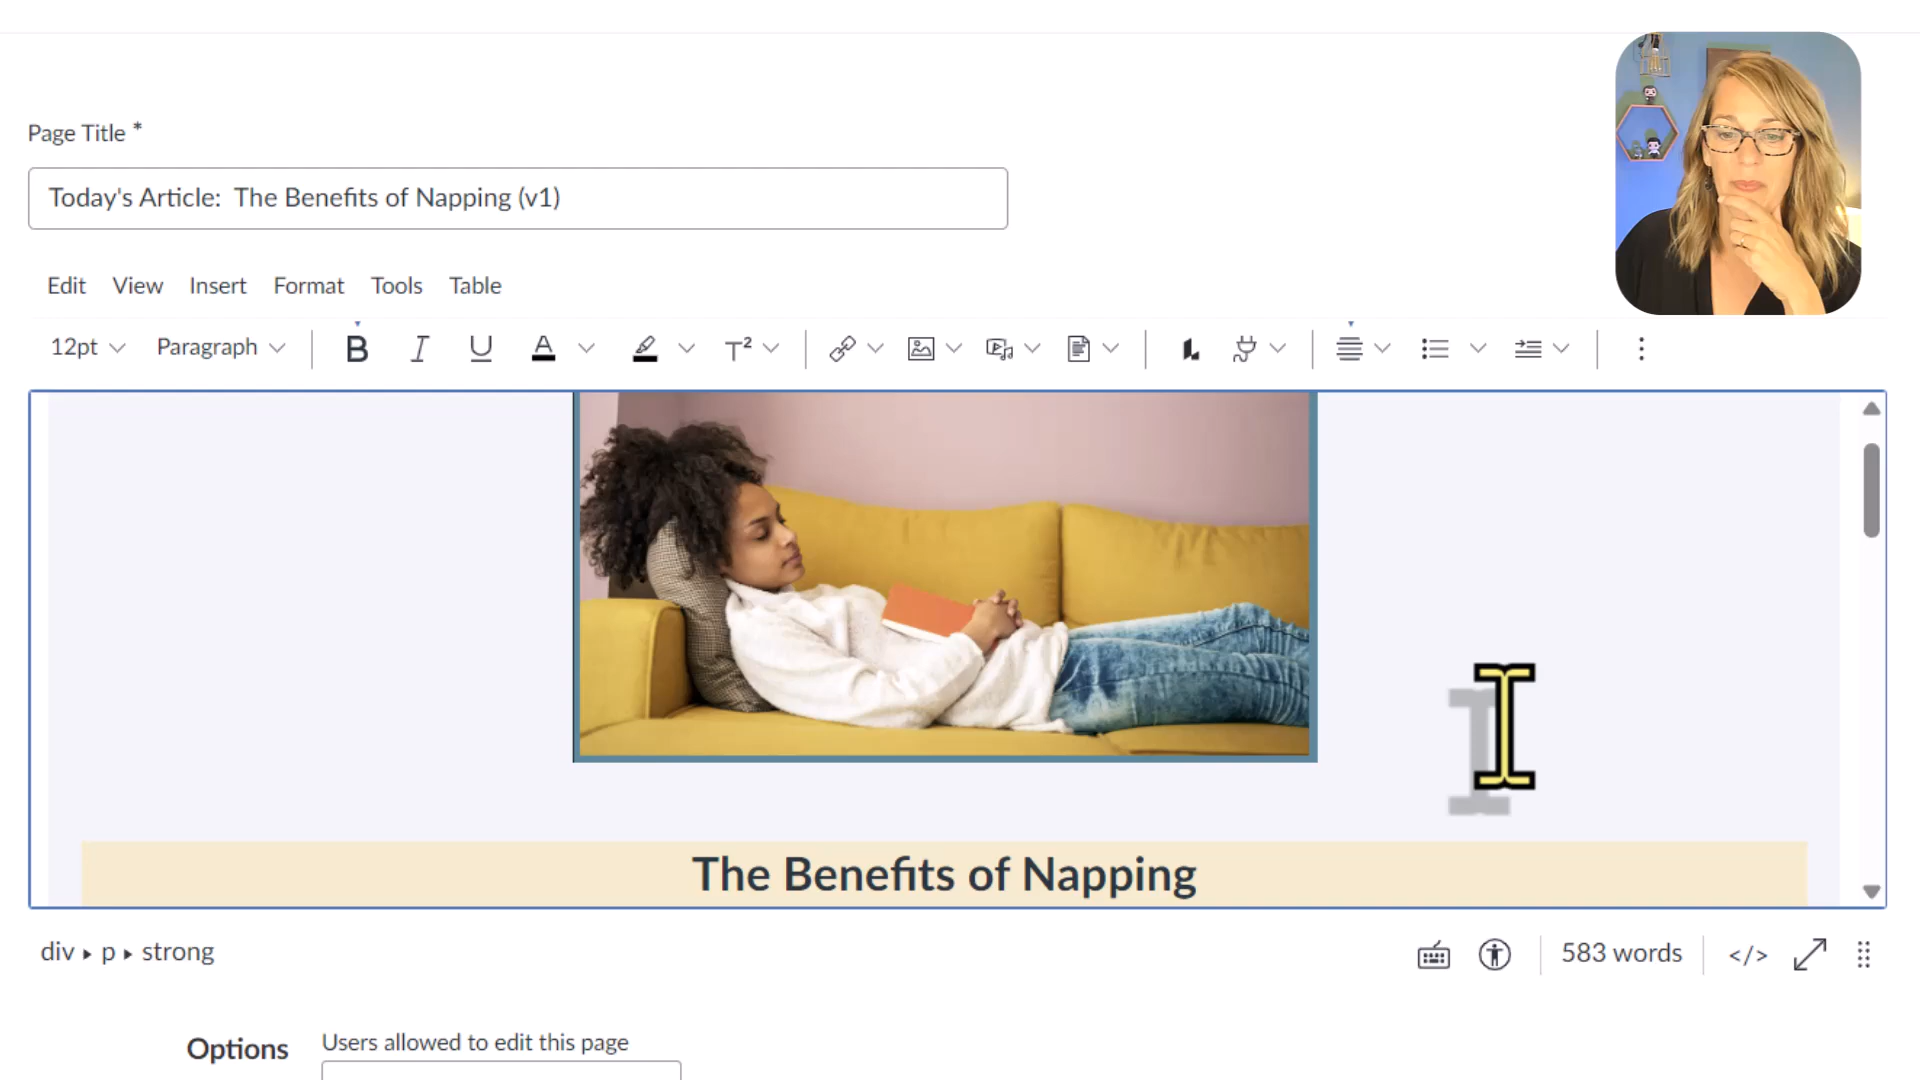 Page Title *
Today's Article:  The Benefits of Napping (v1)
Edit View Insert Format Tools Table
12pt Paragraph B I U A T²
The Benefits of Napping
div ▸ p ▸ strong
583 words </>
Options
Users allowed to edit this page